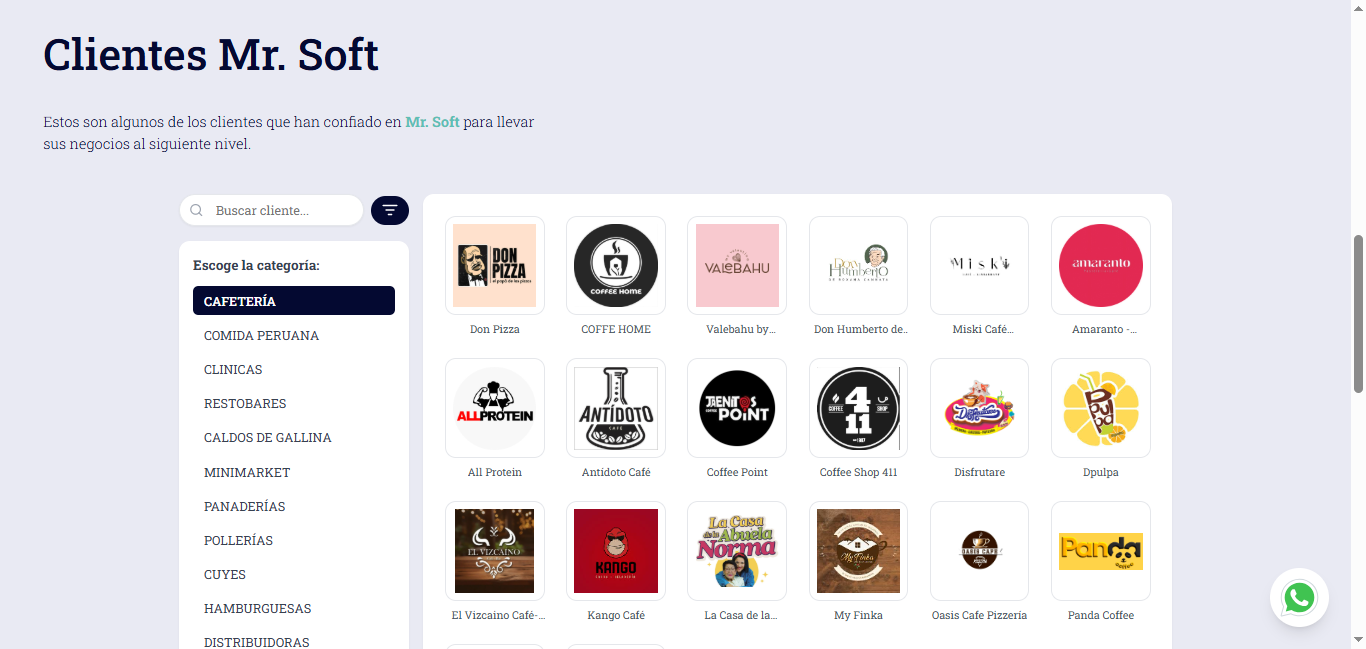 Clientes Mr. Soft
Estos son algunos de los clientes que han confiado en Mr. Soft para llevar
sus negocios al siguiente nivel.
Buscar cliente...
Escoge la categoría:
CAFETERÍA
COMIDA PERUANA
CLINICAS
RESTOBARES
CALDOS DE GALLINA
MINIMARKET
PANADERÍAS
POLLERÍAS
CUYES
HAMBURGUESAS
DISTRIBUIDORAS
DON
PIZZA
el papá de las pizzas
COFFEE HOME
VALEBAHU
Don
Humberto
Miski
amaranto
Don Pizza
COFFE HOME
Valebahu by...
Don Humberto de..
Miski Café...
Amaranto -...
ALLPROTEIN
ANTÍDOTO
CAFÉ
TRENITOS
COFFEE
POINT
4
COFFEE SHOP
11
Disfrutare
Dpulpa
All Protein
Antidoto Café
Coffee Point
Coffee Shop 411
Disfrutare
Dpulpa
EL VIZCAINO
KANGO
La Casa
de la Abuela
Norma
My Finka
OASIS CAFE
Panda
coffee
El Vizcaino Café-...
Kango Café
La Casa de la...
My Finka
Oasis Cafe Pizzeria
Panda Coffee